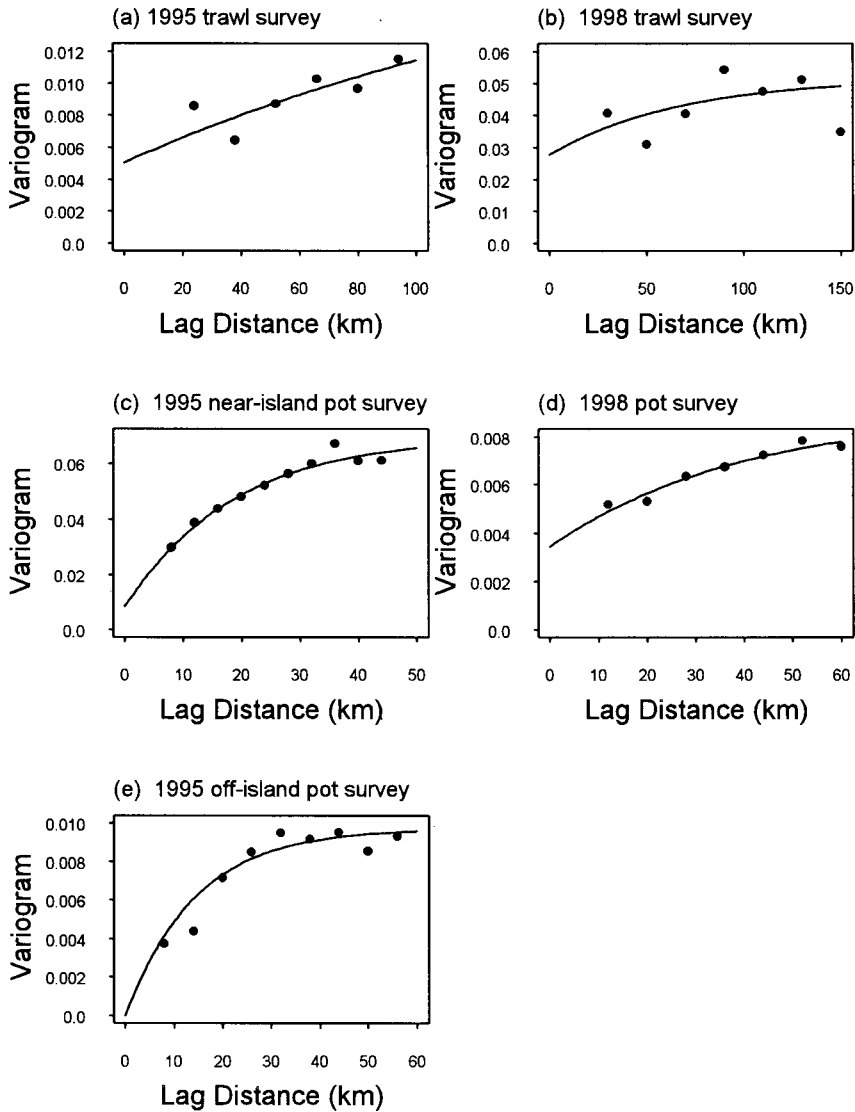 (a) 1995 trawl survey
Variogram
0.012
0.010
0.008
0.006
0.004
0.002
0.0
0 20 40 60 80 100
Lag Distance (km)
(b) 1998 trawl survey
Variogram
0.06
0.05
0.04
0.03
0.02
0.01
0.0
0 50 100 150
Lag Distance (km)
(c) 1995 near-island pot survey
Variogram
0.06
0.04
0.02
0.0
0 10 20 30 40 50
Lag Distance (km)
(d) 1998 pot survey
Variogram
0.008
0.006
0.004
0.002
0.0
0 10 20 30 40 50 60
Lag Distance (km)
(e) 1995 off-island pot survey
Variogram
0.010
0.008
0.006
0.004
0.002
0.0
0 10 20 30 40 50 60
Lag Distance (km)